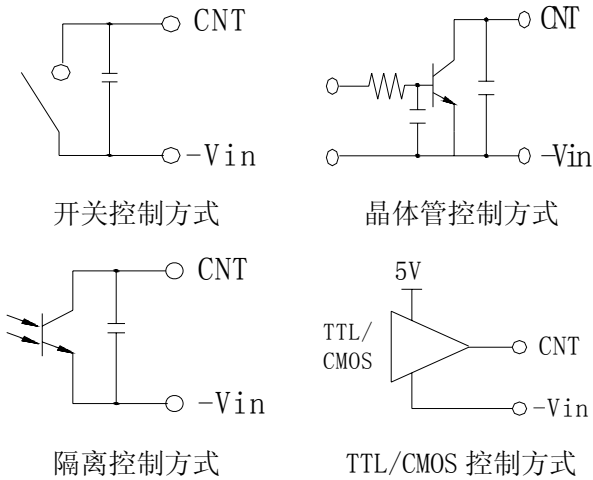 CNT
-Vin
开关控制方式
CNT
-Vin
晶体管控制方式
CNT
-Vin
隔离控制方式
5V
TTL/
CMOS
CNT
-Vin
TTL/CMOS 控制方式